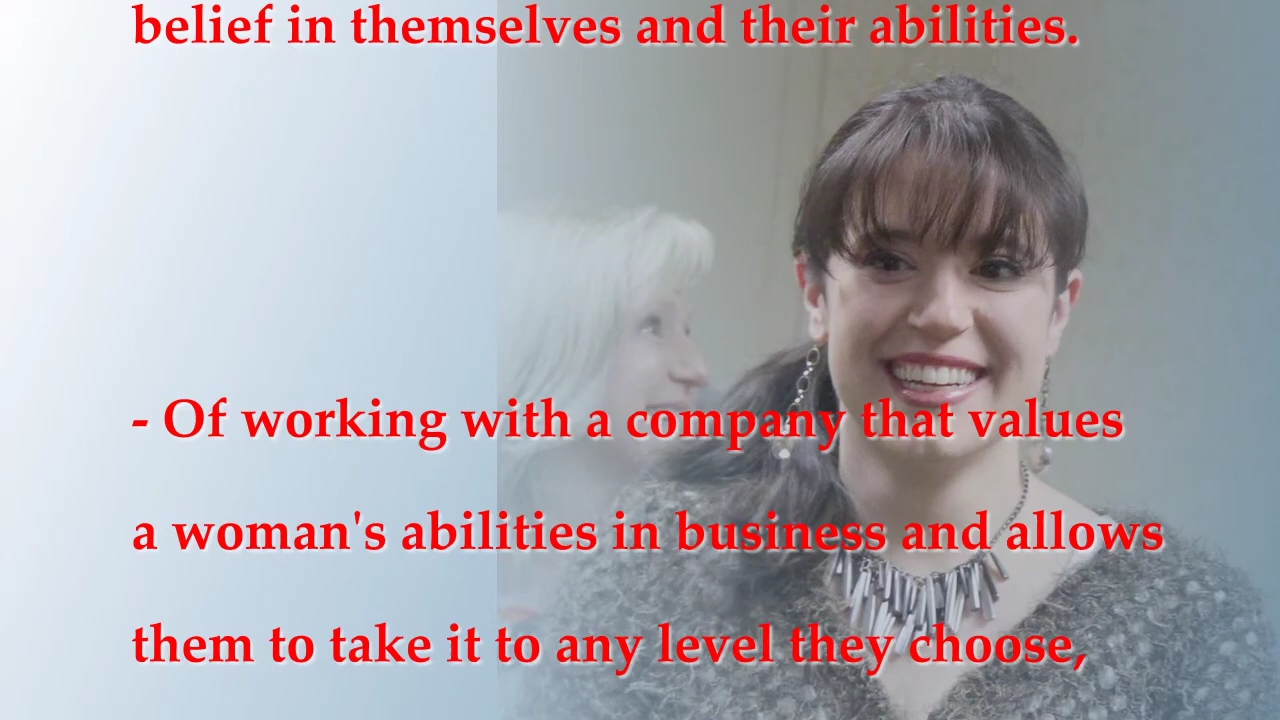 belief in themselves and their abilities.
- Of working with a company that values
a woman's abilities in business and allows
them to take it to any level they choose,